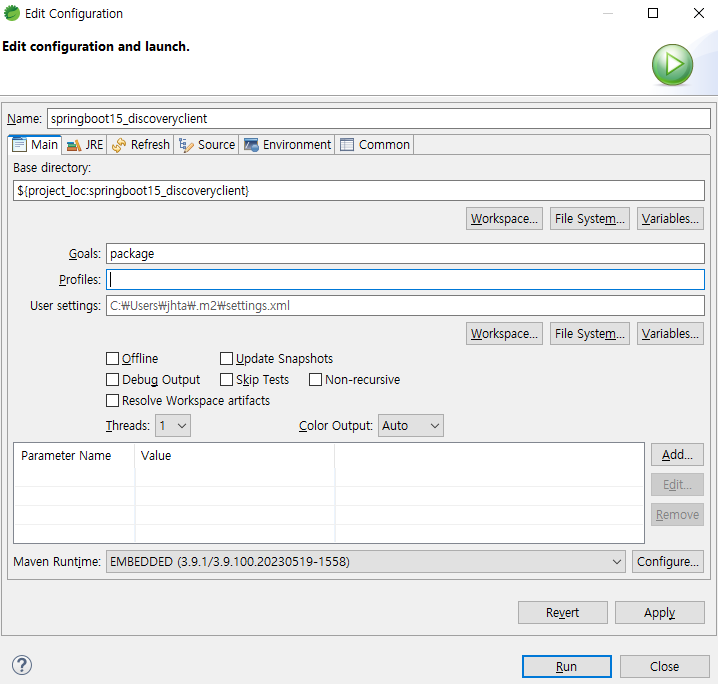 Edit Configuration
Edit configuration and launch.
Name: springboot15_discoveryclient
Main JRE Refresh Source Environment Common
Base directory:
${project_loc:springboot15_discoveryclient}
Workspace... File System... Variables...
Goals: package
Profiles:
User settings: C:₩Users₩jhta₩.m2₩settings.xml
Workspace... File System... Variables...
Offline Update Snapshots
Debug Output Skip Tests Non-recursive
Resolve Workspace artifacts
Threads: 1 Color Output: Auto
Parameter Name Value Add...
Edit...
Remove
Maven Runtime: EMBEDDED (3.9.1/3.9.100.20230519-1558) Configure...
Revert Apply
? Run Close